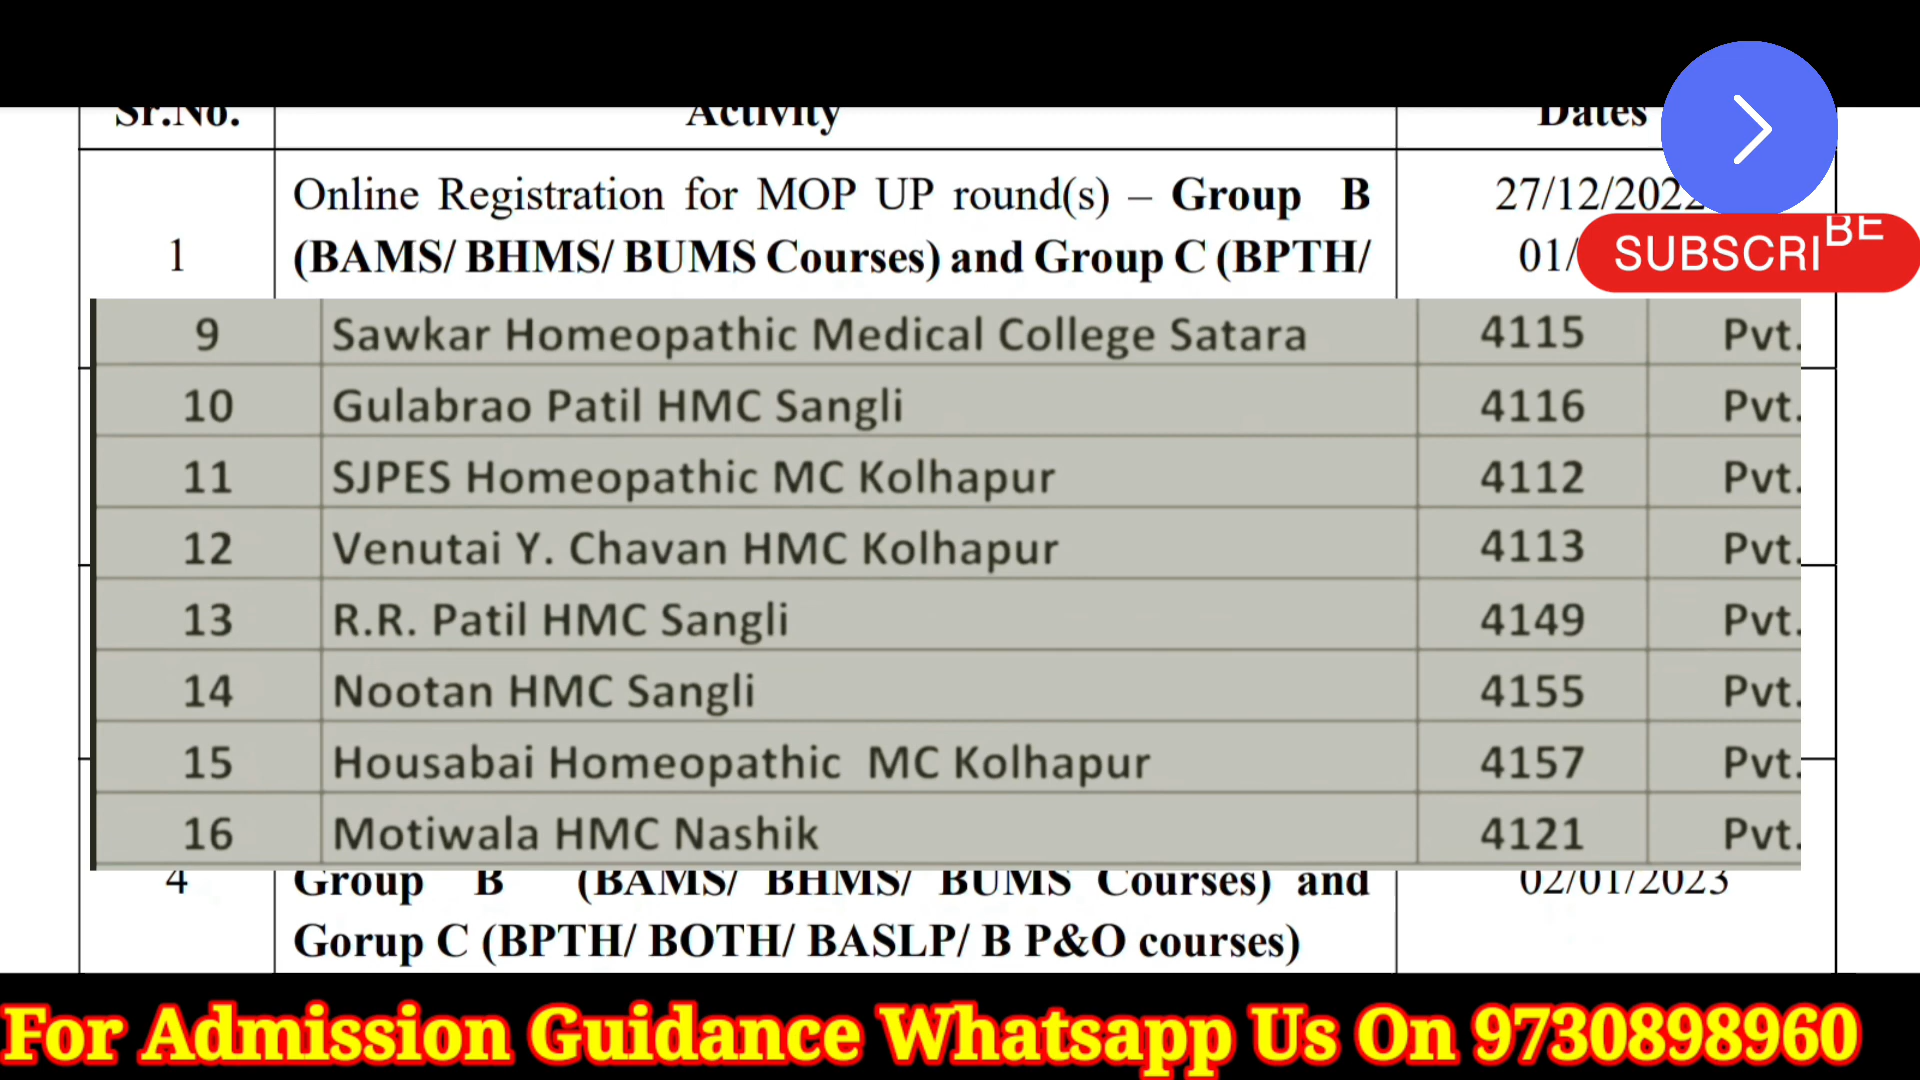 Sr.No. Activity Dates
Online Registration for MOP UP round(s) – Group B 27/12/2022
1 (BAMS/ BHMS/ BUMS Courses) and Group C (BPTH/ 01/
SUBSCRIBE
9 Sawkar Homeopathic Medical College Satara 4115 Pvt.
10 Gulabrao Patil HMC Sangli 4116 Pvt.
11 SJPES Homeopathic MC Kolhapur 4112 Pvt.
12 Venutai Y. Chavan HMC Kolhapur 4113 Pvt.
13 R.R. Patil HMC Sangli 4149 Pvt.
14 Nootan HMC Sangli 4155 Pvt.
15 Housabai Homeopathic MC Kolhapur 4157 Pvt.
16 Motiwala HMC Nashik 4121 Pvt.
4 Group B (BAMS/ BHMS/ BUMS Courses) and 02/01/2023
Gorup C (BPTH/ BOTH/ BASLP/ B P&O courses)
For Admission Guidance Whatsapp Us On 9730898960